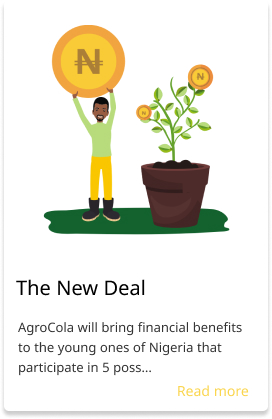 ₦
₦
₦
The New Deal
AgroCola will bring financial benefits
to the young ones of Nigeria that
participate in 5 poss...
Read more